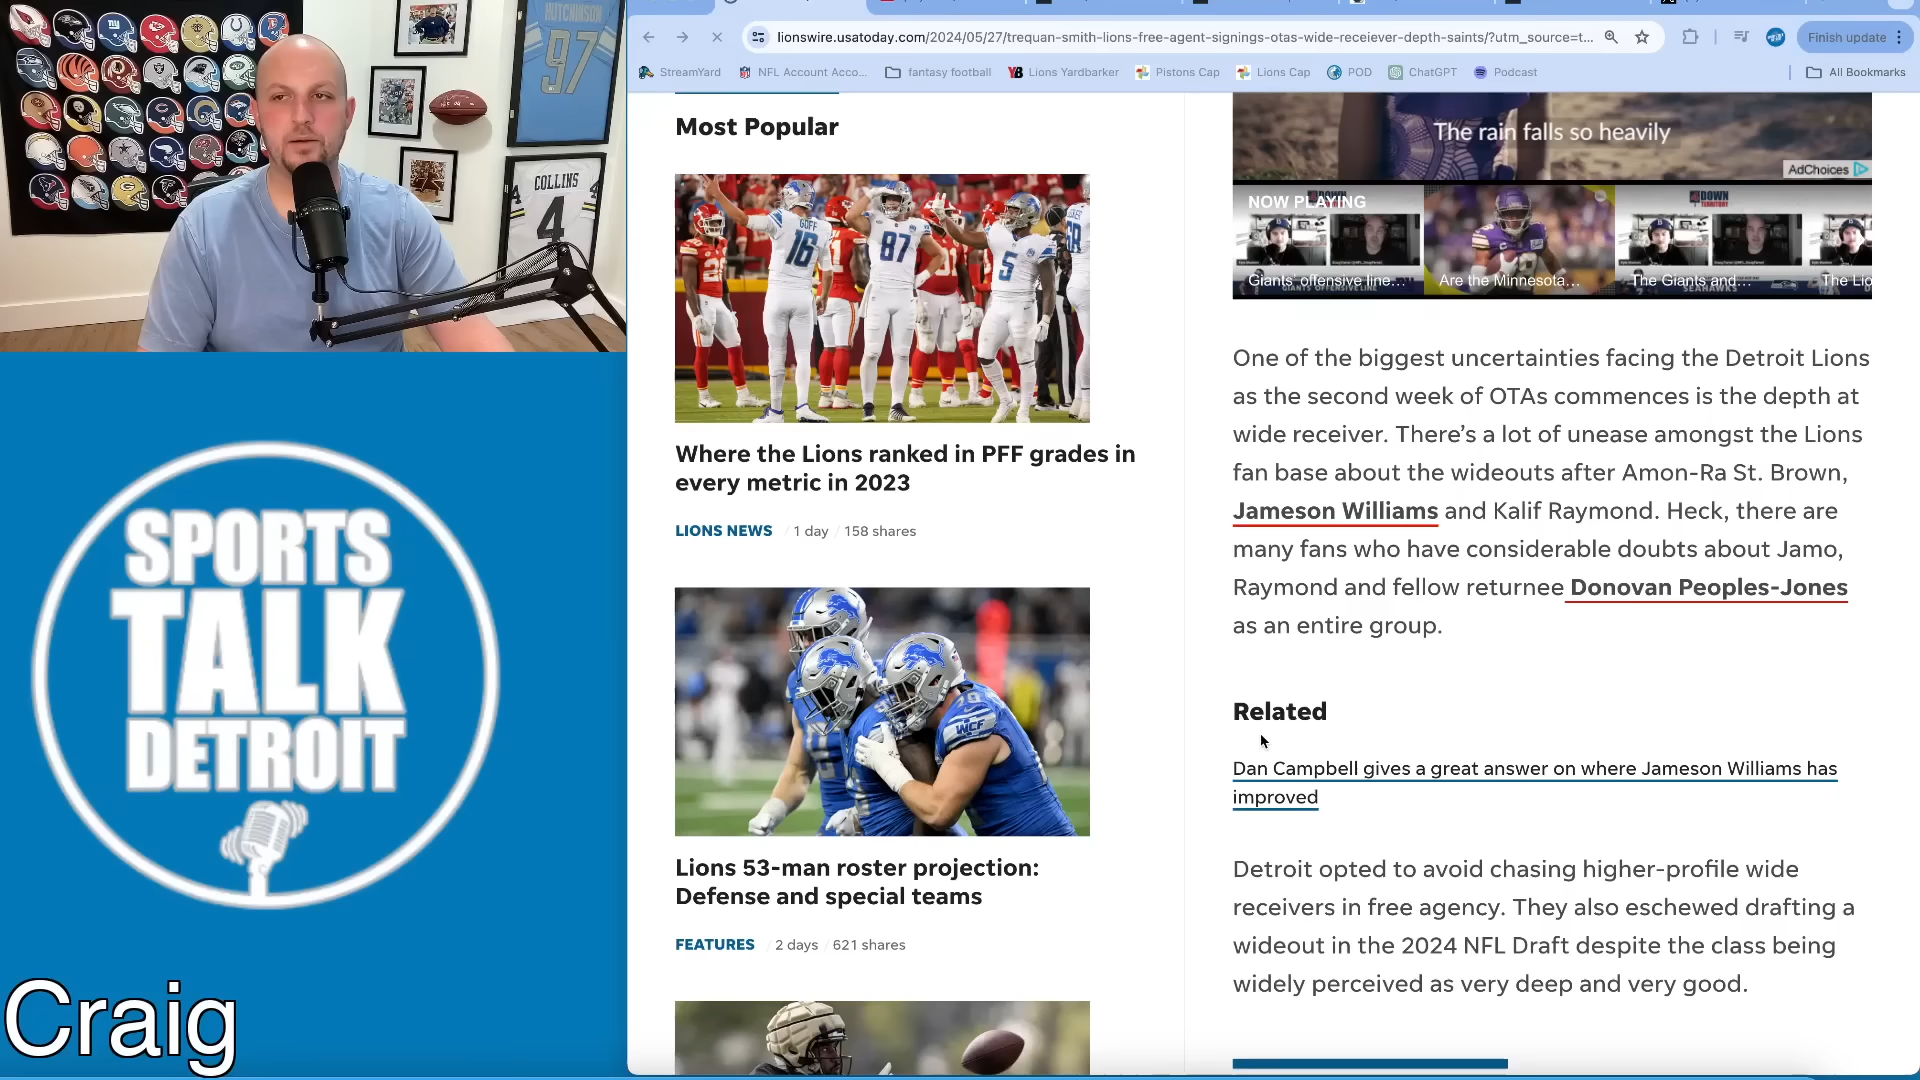 lionswire.usatoday.com/2024/05/27/trequan-smith-lions-free-agent-signings-otas-wide-receiever-depth-saints/?utm_source=t...
Finish update
StreamYard
NFL Account Acco...
fantasy football
Lions Yardbarker
Pistons Cap
Lions Cap
POD
ChatGPT
Podcast
All Bookmarks
HUTCHINSON
97
COLLINS
4
SPORTS
TALK
DETROIT
Craig
Most Popular
GOFF
16
87
5
Where the Lions ranked in PFF grades in
every metric in 2023
LIONS NEWS / 1 day / 158 shares
WCF
Lions 53-man roster projection:
Defense and special teams
FEATURES / 2 days / 621 shares
The rain falls so heavily
AdChoices
NOW PLAYING
DOWN
DOWN
Giants' offensive line...
GIANTS OFFENSIVE LINE
Are the Minnesota...
The Giants and...
SEAHAWKS
The Lio
One of the biggest uncertainties facing the Detroit Lions
as the second week of OTAs commences is the depth at
wide receiver. There’s a lot of unease amongst the Lions
fan base about the wideouts after Amon-Ra St. Brown,
Jameson Williams and Kalif Raymond. Heck, there are
many fans who have considerable doubts about Jamo,
Raymond and fellow returnee Donovan Peoples-Jones
as an entire group.
Related
Dan Campbell gives a great answer on where Jameson Williams has
improved
Detroit opted to avoid chasing higher-profile wide
receivers in free agency. They also eschewed drafting a
wideout in the 2024 NFL Draft despite the class being
widely perceived as very deep and very good.